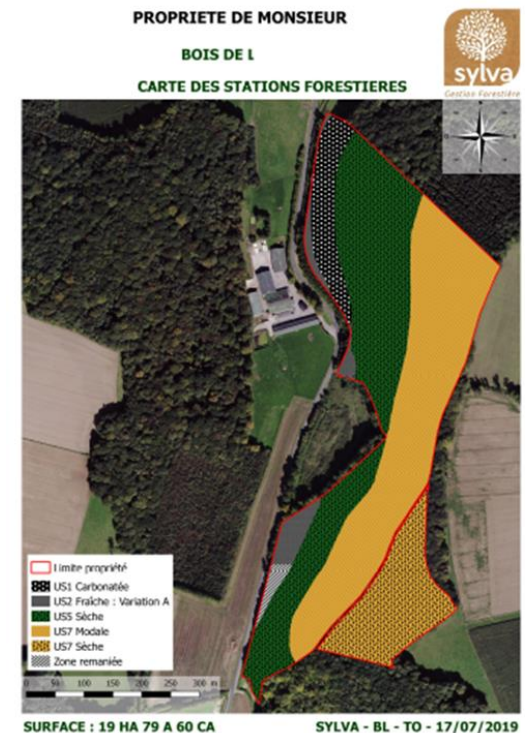 PROPRIETE DE MONSIEUR
BOIS DE L
CARTE DES STATIONS FORESTIERES
sylva
Gestion Forestière
Limite propriété
US1 Carbonatée
US2 Fraîche : Variation A
US5 Sèche
US7 Modale
US7 Sèche
Zone remaniée
0 50 100 150 200 250 300 m
SURFACE : 19 HA 79 A 60 CA
SYLVA - BL - TO - 17/07/2019